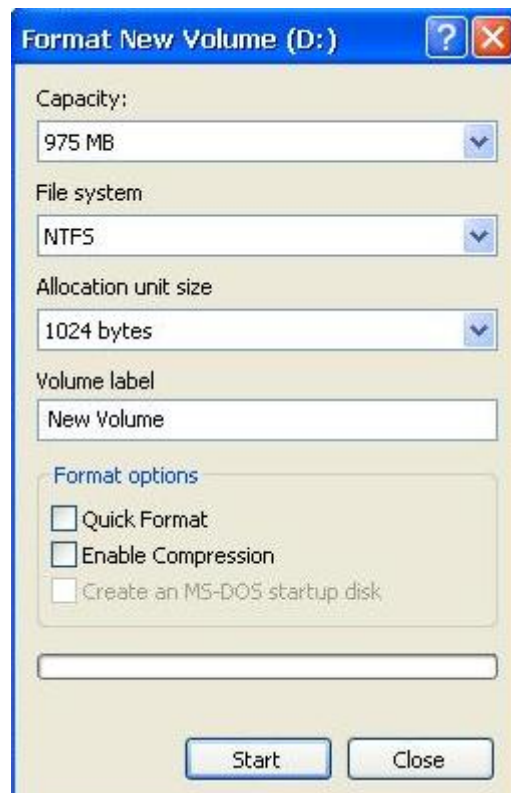 Format New Volume (D:)
Capacity:
975 MB
File system
NTFS
Allocation unit size
1024 bytes
Volume label
New Volume
Format options
Quick Format
Enable Compression
Create an MS-DOS startup disk
Start
Close